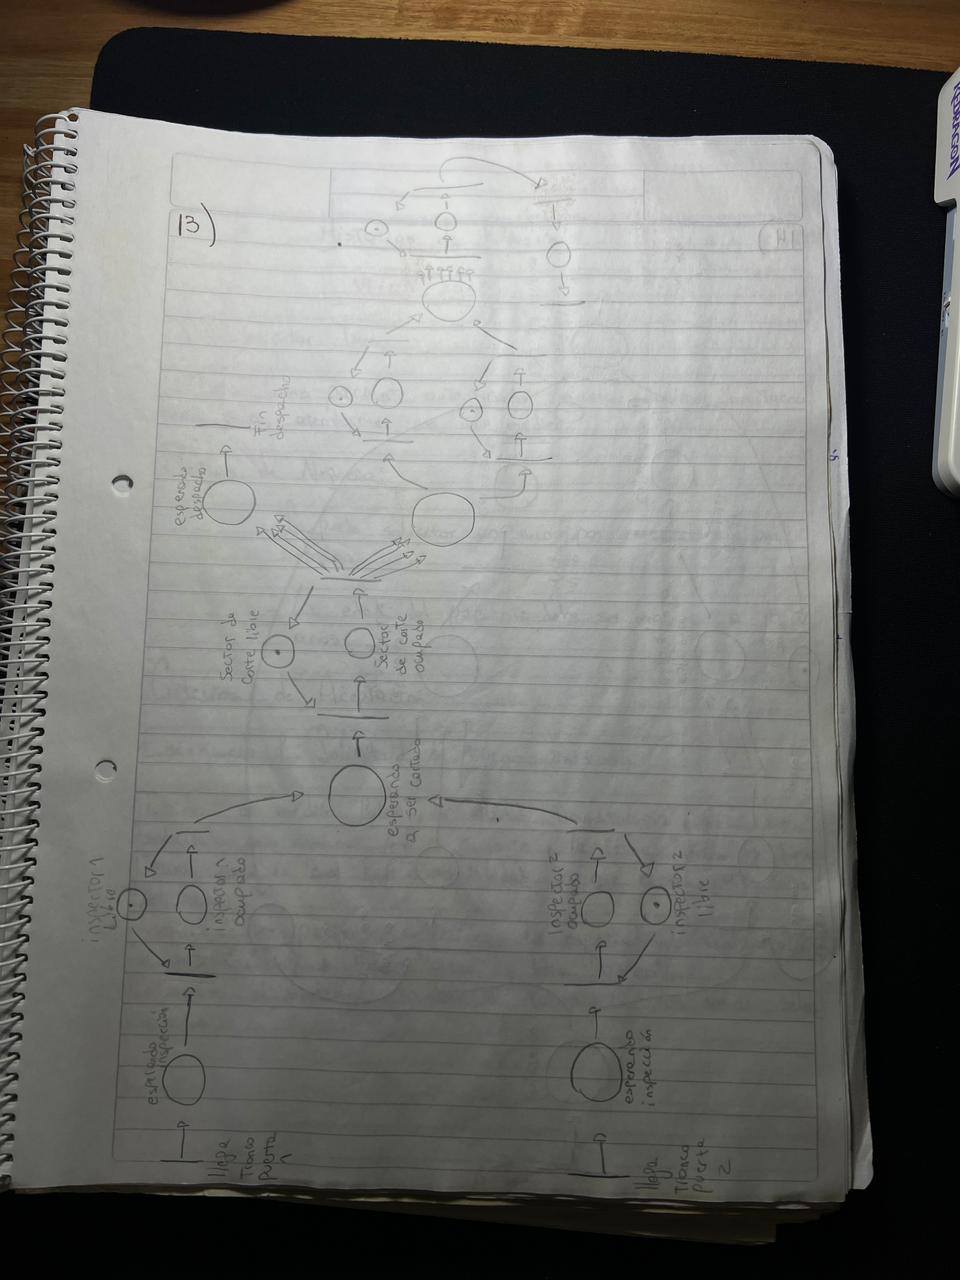 13)
inspector 1
Libre
inspector 1
ocupado
esperando
inspección
llega
Tronco
puerta
1
Sector de
Corte libre
Sector
de corte
ocupado
esperando
a ser cortado
esperando
despacho
Fin
despacho
inspector 2
ocupado
inspector 2
libre
esperando
inspección
llega
Tronco
puerta
2
REDRAGON